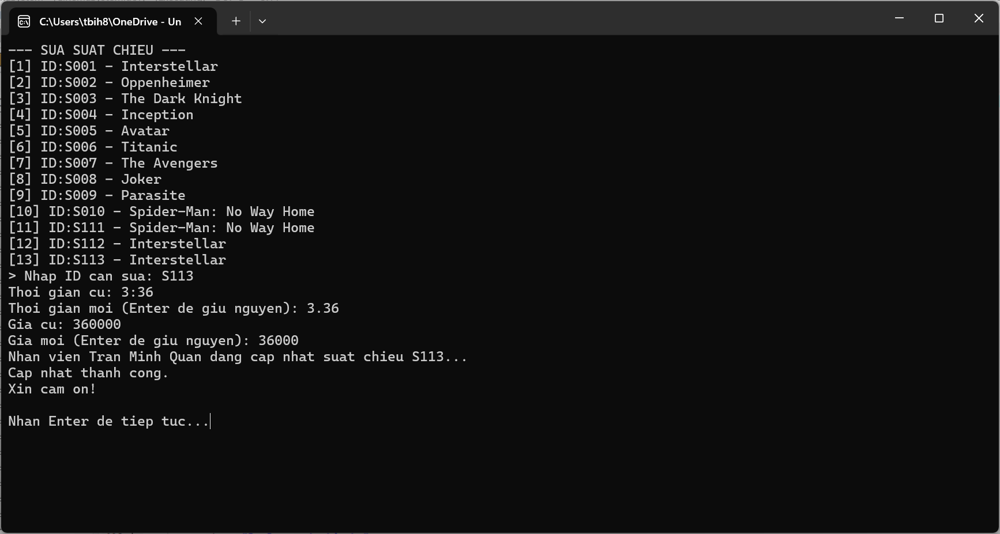 C:\Users\tbih8\OneDrive - Un
--- SUA SUAT CHIEU ---
[1] ID:S001 - Interstellar
[2] ID:S002 - Oppenheimer
[3] ID:S003 - The Dark Knight
[4] ID:S004 - Inception
[5] ID:S005 - Avatar
[6] ID:S006 - Titanic
[7] ID:S007 - The Avengers
[8] ID:S008 - Joker
[9] ID:S009 - Parasite
[10] ID:S010 - Spider-Man: No Way Home
[11] ID:S111 - Spider-Man: No Way Home
[12] ID:S112 - Interstellar
[13] ID:S113 - Interstellar
> Nhap ID can sua: S113
Thoi gian cu: 3:36
Thoi gian moi (Enter de giu nguyen): 3.36
Gia cu: 360000
Gia moi (Enter de giu nguyen): 36000
Nhan vien Tran Minh Quan dang cap nhat suat chieu S113...
Cap nhat thanh cong.
Xin cam on!
Nhan Enter de tiep tuc...